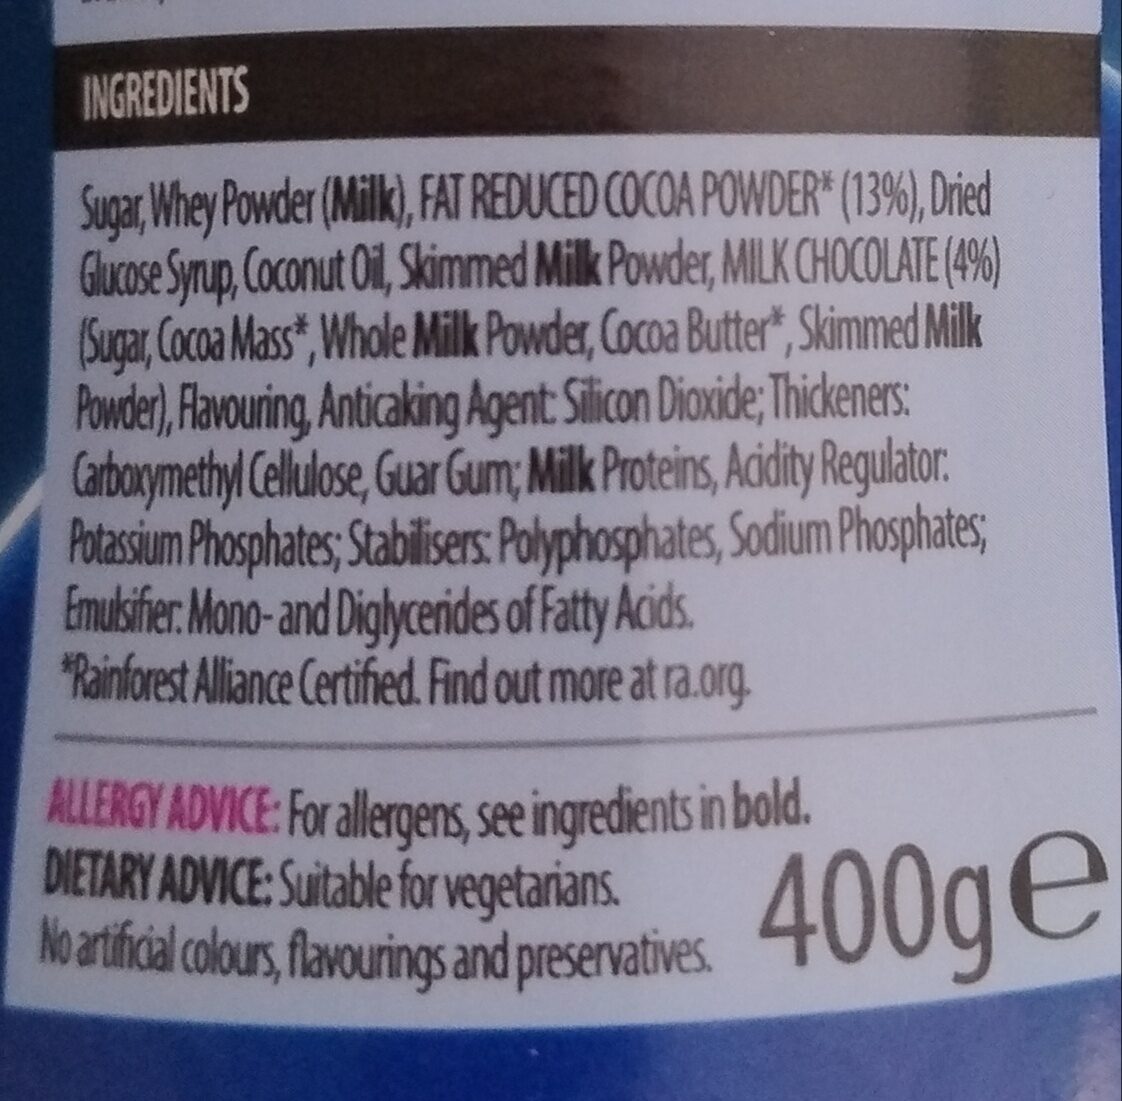 INGREDIENTS
Sugar, Whey Powder (Milk), FAT REDUCED COCOA POWDER* (13%), Dried
Glucose Syrup, Coconut Oil, Skimmed Milk Powder, MILK CHOCOLATE (4%)
(Sugar, Cocoa Mass*, Whole Milk Powder, Cocoa Butter*, Skimmed Milk
Powder), Flavouring, Anticaking Agent: Silicon Dioxide; Thickeners:
Carboxymethyl Cellulose, Guar Gum; Milk Proteins, Acidity Regulator:
Potassium Phosphates; Stabilisers: Polyphosphates, Sodium Phosphates;
Emulsifier: Mono- and Diglycerides of Fatty Acids.
*Rainforest Alliance Certified. Find out more at ra.org.
ALLERGY ADVICE: For allergens, see ingredients in bold.
DIETARY ADVICE: Suitable for vegetarians.
No artificial colours, flavourings and preservatives.
400g e